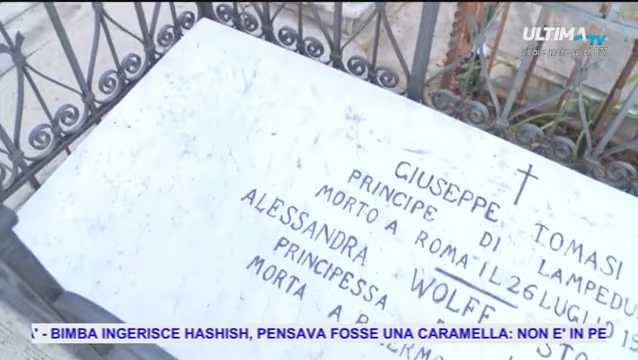 ULTIMA TV
GIUSEPPE TOMASI
PRINCIPE DI LAMPEDU
MORTO A ROMA IL 26 LUGLIO 19
ALESSANDRA WOLFF STO
PRINCIPESSA
MORTA A
A' - BIMBA INGERISCE HASHISH, PENSAVA FOSSE UNA CARAMELLA: NON E' IN PE